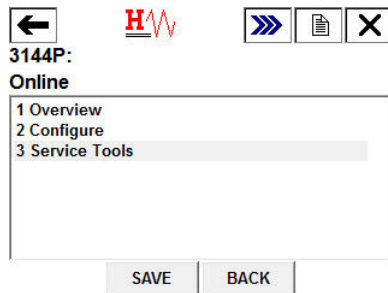 H
3144P:
Online
1 Overview
2 Configure
3 Service Tools
SAVE BACK